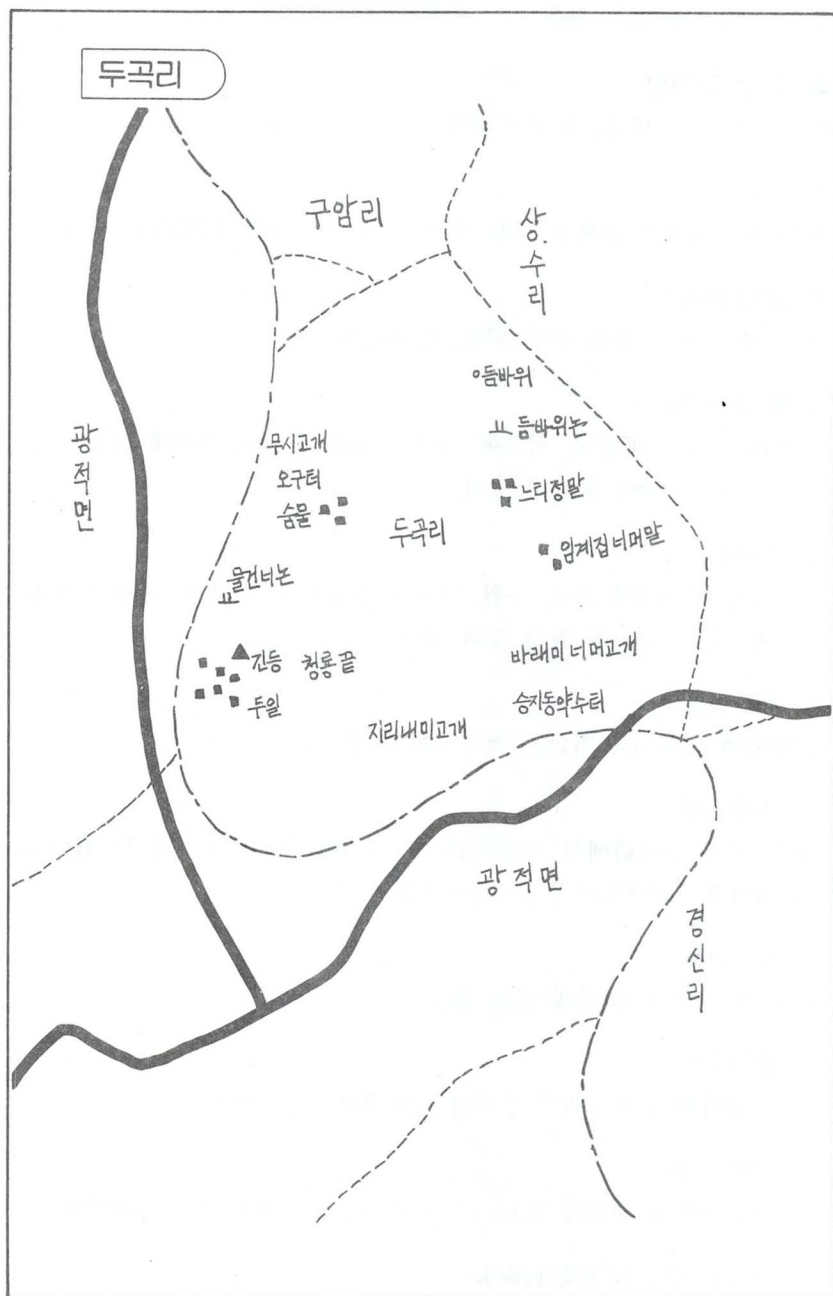 두곡리
구암리
상수리
광적면
듬바위
듬바위논
무시고개
오구터
숨물
느티정말
두곡리
임계집너머말
물건너논
긴등
청룡끝
두일
바래미너머고개
승지동약수터
지리내미고개
광적면
경신리